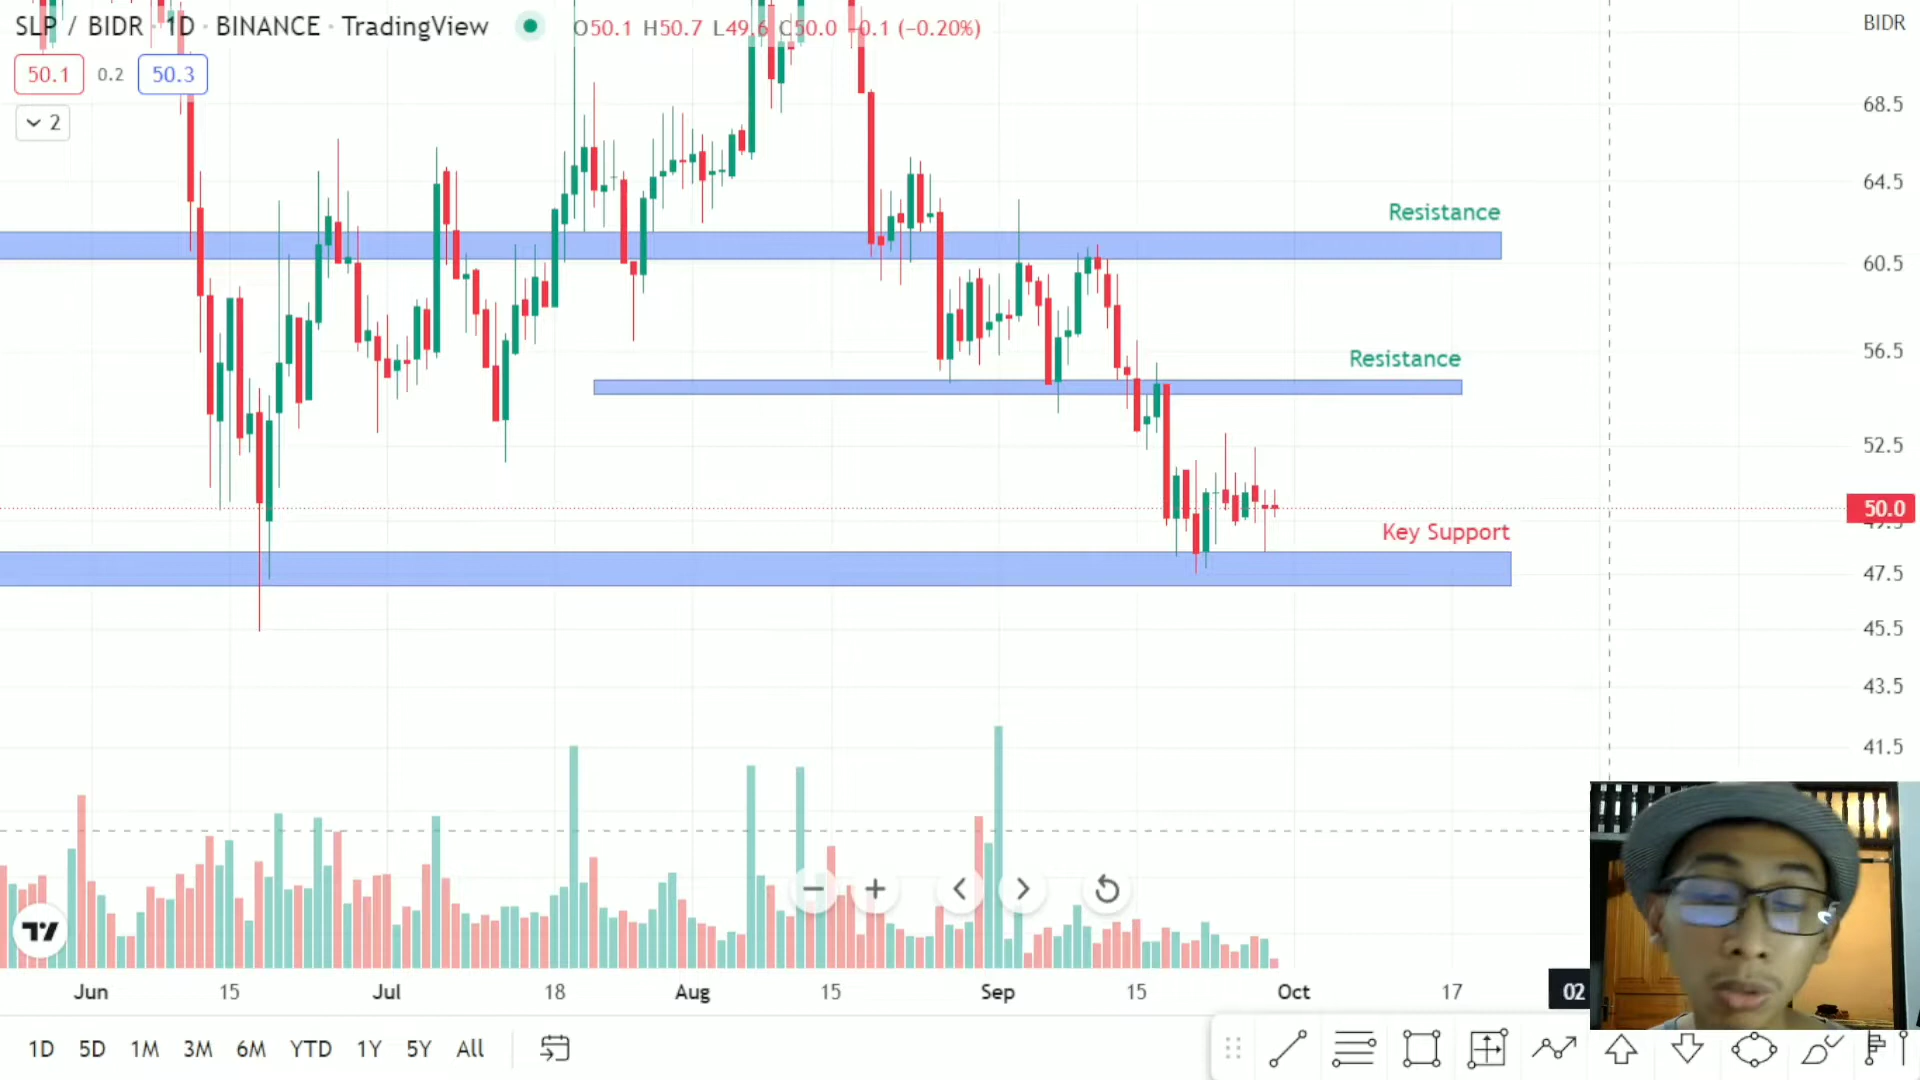 SLP / BIDR · 1D · BINANCE · TradingView
O50.1 H50.7 L49.6 C50.0 −0.1 (−0.20%)
BIDR
50.1 0.2 50.3
2
68.5
64.5
Resistance
60.5
Resistance
56.5
52.5
50.0
49.5
Key Support
47.5
45.5
43.5
41.5
Jun 15 Jul 18 Aug 15 Sep 15 Oct 17 02
1D 5D 1M 3M 6M YTD 1Y 5Y All